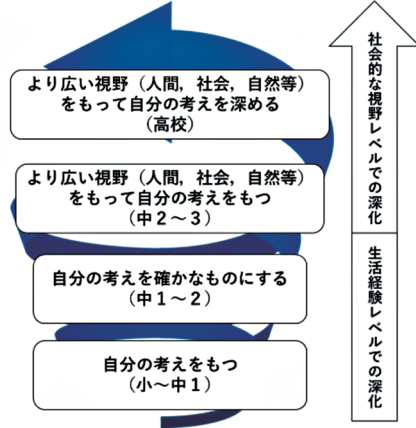 より広い視野（人間，社会，自然等）
をもって自分の考えを深める
（高校）
より広い視野（人間，社会，自然等）
をもって自分の考えをもつ
（中２～３）
自分の考えを確かなものにする
（中１～２）
自分の考えをもつ
（小～中１）
社会的な視野レベルでの深化
生活経験レベルでの深化